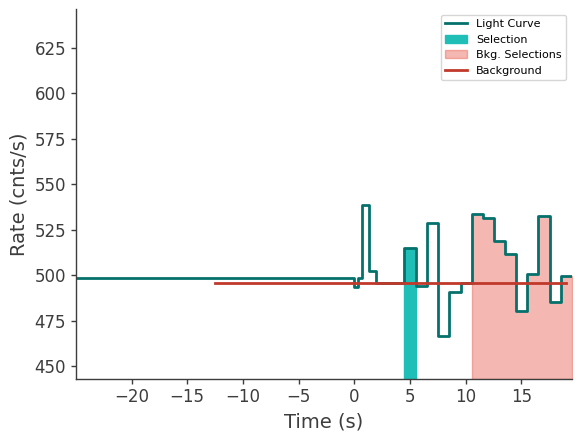 Light Curve
Selection
Bkg. Selections
Background
Rate (cnts/s)
625
600
575
550
525
500
475
450
−20 −15 −10 −5 0 5 10 15
Time (s)